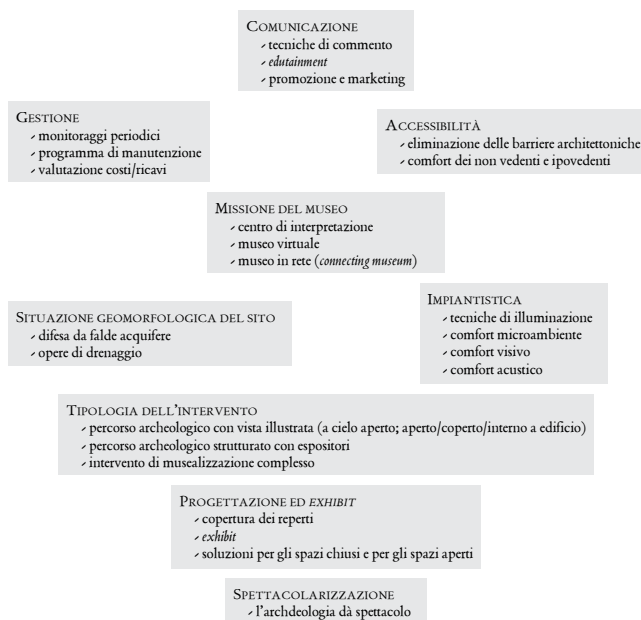 COMUNICAZIONE
tecniche di commento
edutainment
promozione e marketing
GESTIONE
monitoraggi periodici
programma di manutenzione
valutazione costi/ricavi
ACCESSIBILITÀ
eliminazione delle barriere architettoniche
comfort dei non vedenti e ipovedenti
MISSIONE DEL MUSEO
centro di interpretazione
museo virtuale
museo in rete (connecting museum)
SITUAZIONE GEOMORFOLOGICA DEL SITO
difesa da falde acquifere
opere di drenaggio
IMPIANTISTICA
tecniche di illuminazione
comfort microambiente
comfort visivo
comfort acustico
TIPOLOGIA DELL'INTERVENTO
percorso archeologico con vista illustrata (a cielo aperto; aperto/coperto/interno a edificio)
percorso archeologico strutturato con espositori
intervento di musealizzazione complesso
PROGETTAZIONE ED EXHIBIT
copertura dei reperti
exhibit
soluzioni per gli spazi chiusi e per gli spazi aperti
SPETTACOLARIZZAZIONE
l'archdeologia dà spettacolo